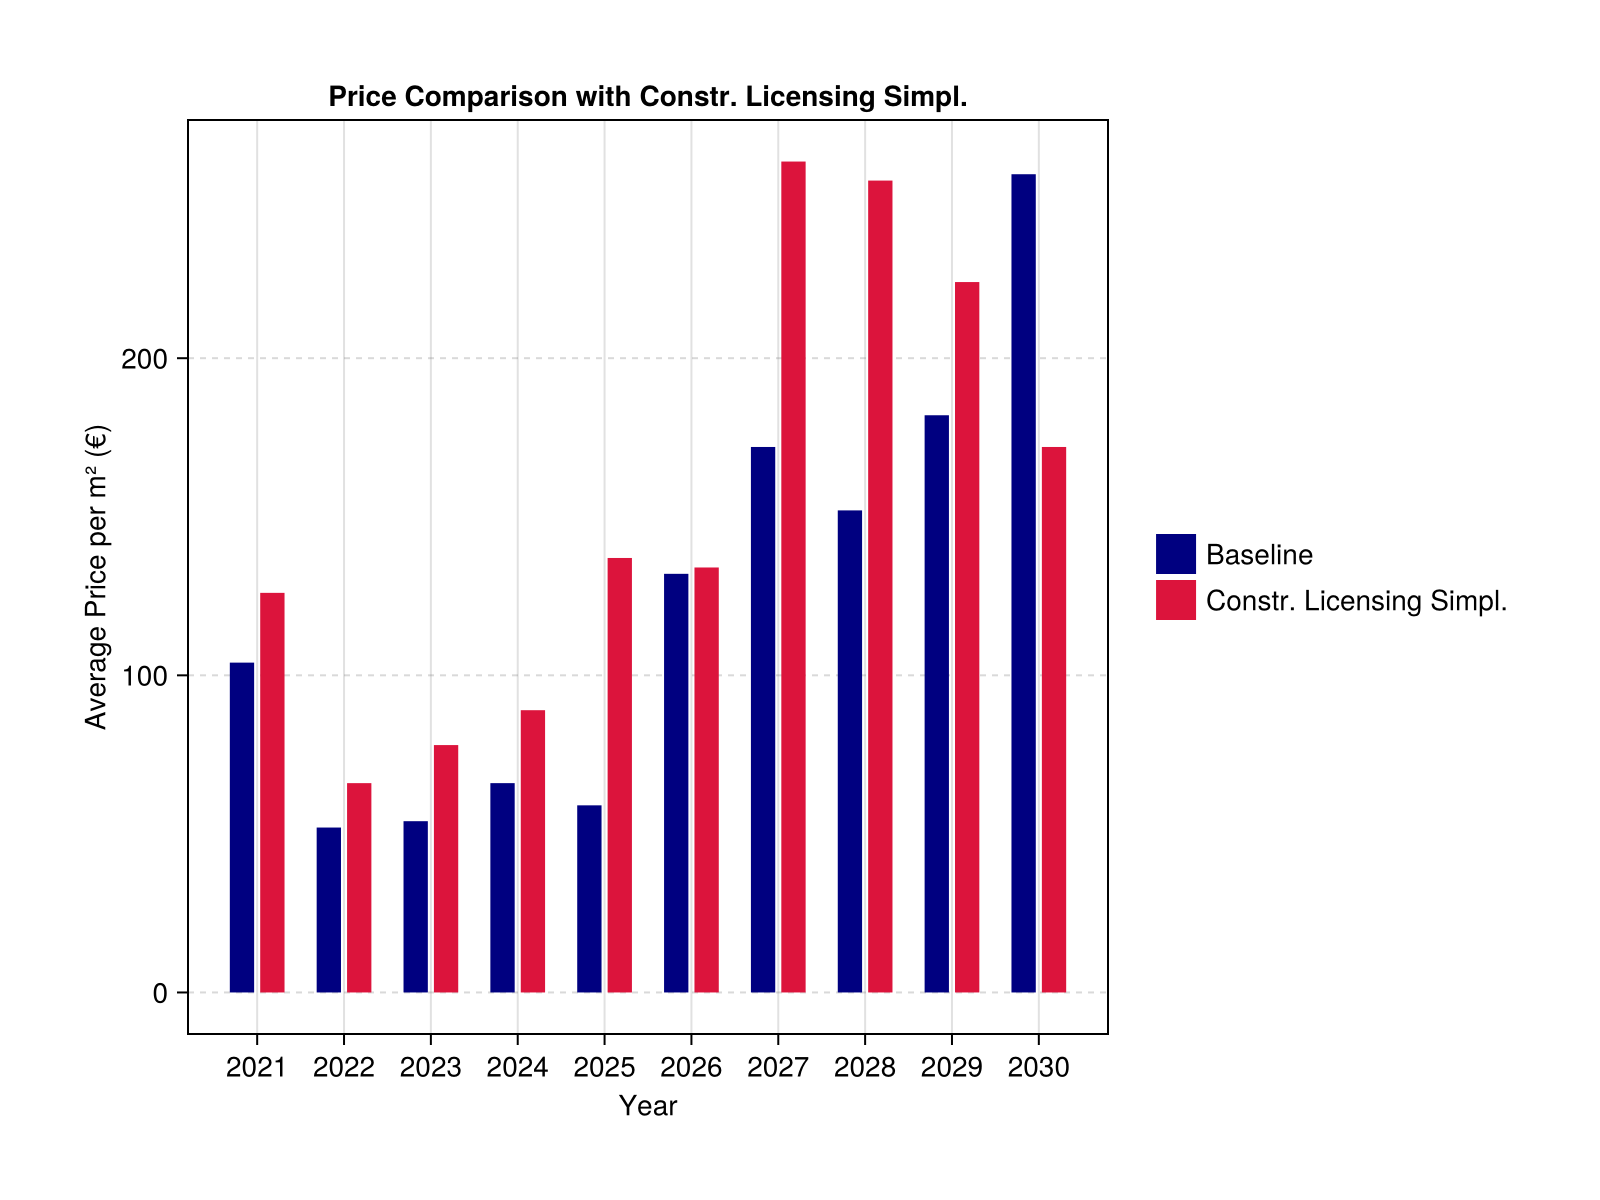 Price Comparison with Constr. Licensing Simpl.
Average Price per m² (€)
200
100
0
2021 2022 2023 2024 2025 2026 2027 2028 2029 2030
Year
Baseline
Constr. Licensing Simpl.